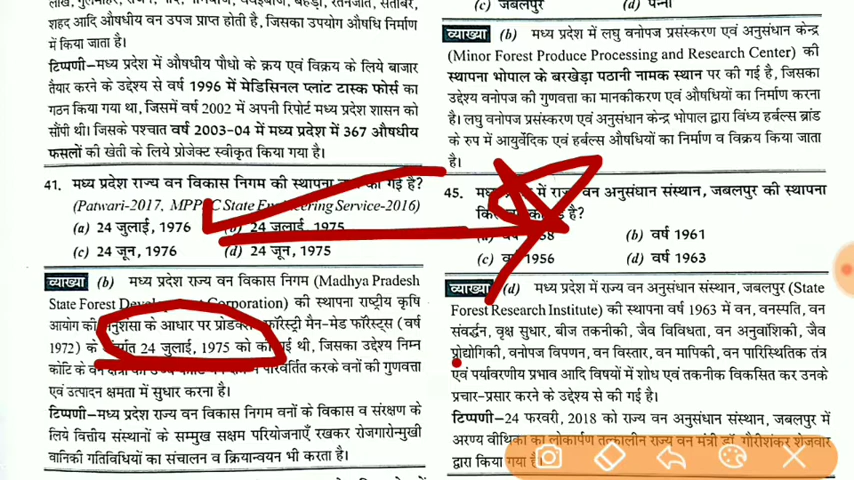 शहद आदि औषधीय वन उपज प्राप्त होती है, जिसका उपयोग औषधि निर्माण
में किया जाता है।
टिप्पणी–मध्य प्रदेश में औषधीय पौधो के क्रय एवं विक्रय के लिये बाजार
तैयार करने के उद्देश्य से वर्ष 1996 में मेडिसिनल प्लांट टास्क फोर्स का
गठन किया गया था, जिसमें वर्ष 2002 में अपनी रिपोर्ट मध्य प्रदेश शासन को
सौंपी थी। जिसके पश्चात वर्ष 2003-04 में मध्य प्रदेश में 367 औषधीय
फसलों की खेती के लिये प्रोजेक्ट स्वीकृत किया गया है।
41. मध्य प्रदेश राज्य वन विकास निगम की स्थापना की गई है?
(Patwari-2017, MPPSC State Engineering Service-2016)
(a) 24 जुलाई, 1976 (b) 24 जुलाई, 1975
(c) 24 जून, 1976 (d) 24 जून, 1975
व्याख्या (b) मध्य प्रदेश राज्य वन विकास निगम (Madhya Pradesh
State Forest Development Corporation) की स्थापना राष्ट्रीय कृषि
आयोग की अनुशंसा के आधार पर फॉरेस्ट्री मैन-मेड फॉरेस्ट्स (वर्ष
1972) के 24 जुलाई, 1975 को की गई थी, जिसका उद्देश्य निम्न
कोटि के वन परिवर्तित करके वनों की गुणवत्ता
एवं उत्पादन क्षमता में सुधार करना है।
टिप्पणी–मध्य प्रदेश राज्य वन विकास निगम वनों के विकास व संरक्षण के
लिये वित्तीय संस्थानों के सम्मुख सक्षम परियोजनाएँ रखकर रोजगारोन्मुखी
वानिकी गतिविधियों का संचालन व क्रियान्वयन भी करता है।
(c) जबलपुर (d) पन्ना
व्याख्या (b) मध्य प्रदेश में लघु वनोपज प्रसंस्करण एवं अनुसंधान केन्द्र
(Minor Forest Produce Processing and Research Center) की
स्थापना भोपाल के बरखेड़ा पठानी नामक स्थान पर की गई है, जिसका
उद्देश्य वनोपज की गुणवत्ता का मानकीकरण एवं औषधियों का निर्माण करना
है। लघु वनोपज प्रसंस्करण एवं अनुसंधान केन्द्र भोपाल द्वारा विंध्य हर्बल्स ब्रांड
के रुप में आयुर्वेदिक एवं हर्बल्स औषधियों का निर्माण व विक्रय किया जाता
है।
45. में राज्य वन अनुसंधान संस्थान, जबलपुर की स्थापना
है?
(b) वर्ष 1961
(c) 1956 (d) वर्ष 1963
व्याख्या (d) मध्य प्रदेश में राज्य वन अनुसंधान संस्थान, जबलपुर (State
Forest Research Institute) की स्थापना वर्ष 1963 में वन, वनस्पति, वन
संवर्द्धन, वृक्ष सुधार, बीज तकनीकी, जैव विविधता, वन अनुवांशिकी, जैव
प्रोद्योगिकी, वनोपज विपणन, वन विस्तार, वन मापिकी, वन पारिस्थितिक तंत्र
एवं पर्यावरणीय प्रभाव आदि विषयों में शोध एवं तकनीक विकसित कर उनके
प्रचार-प्रसार करने के उद्देश्य से की गई है।
टिप्पणी–24 फरवरी, 2018 को राज्य वन अनुसंधान संस्थान, जबलपुर में
अरण्य वीथिका का लोकार्पण तत्कालीन राज्य वन मंत्री डॉ. गौरीशंकर शेजवार
द्वारा किया गया है।